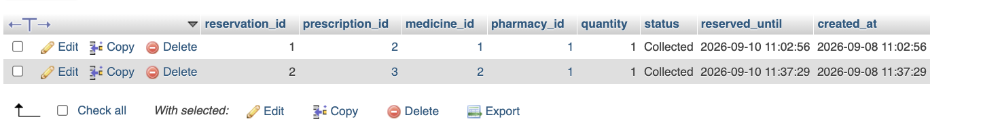 ←T→ reservation_id prescription_id medicine_id pharmacy_id quantity status reserved_until created_at
Edit Copy Delete 1 2 1 1 1 Collected 2026-09-10 11:02:56 2026-09-08 11:02:56
Edit Copy Delete 2 3 2 1 1 Collected 2026-09-10 11:37:29 2026-09-08 11:37:29
Check all With selected: Edit Copy Delete Export